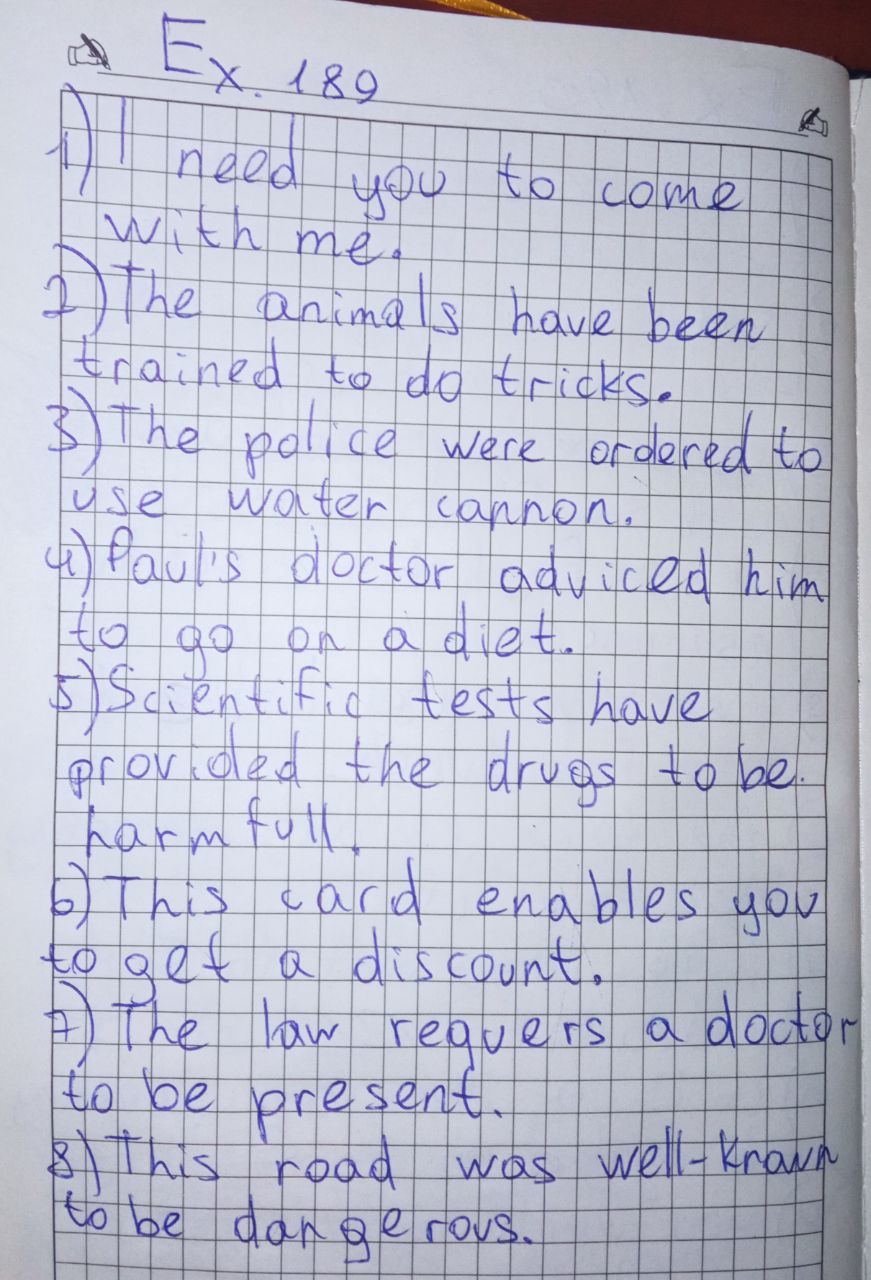 Ex. 189
1) I need you to come
with me.
2) The animals have been
trained to do tricks.
3) The police were ordered to
use water cannon.
4) Paul's doctor adviced him
to go on a diet.
5) Scientific tests have
provided the drugs to be.
harmfull.
6) This card enables you
to get a discount.
7) The law requers a doctor
to be present.
8) This road was well-known
to be dangerous.